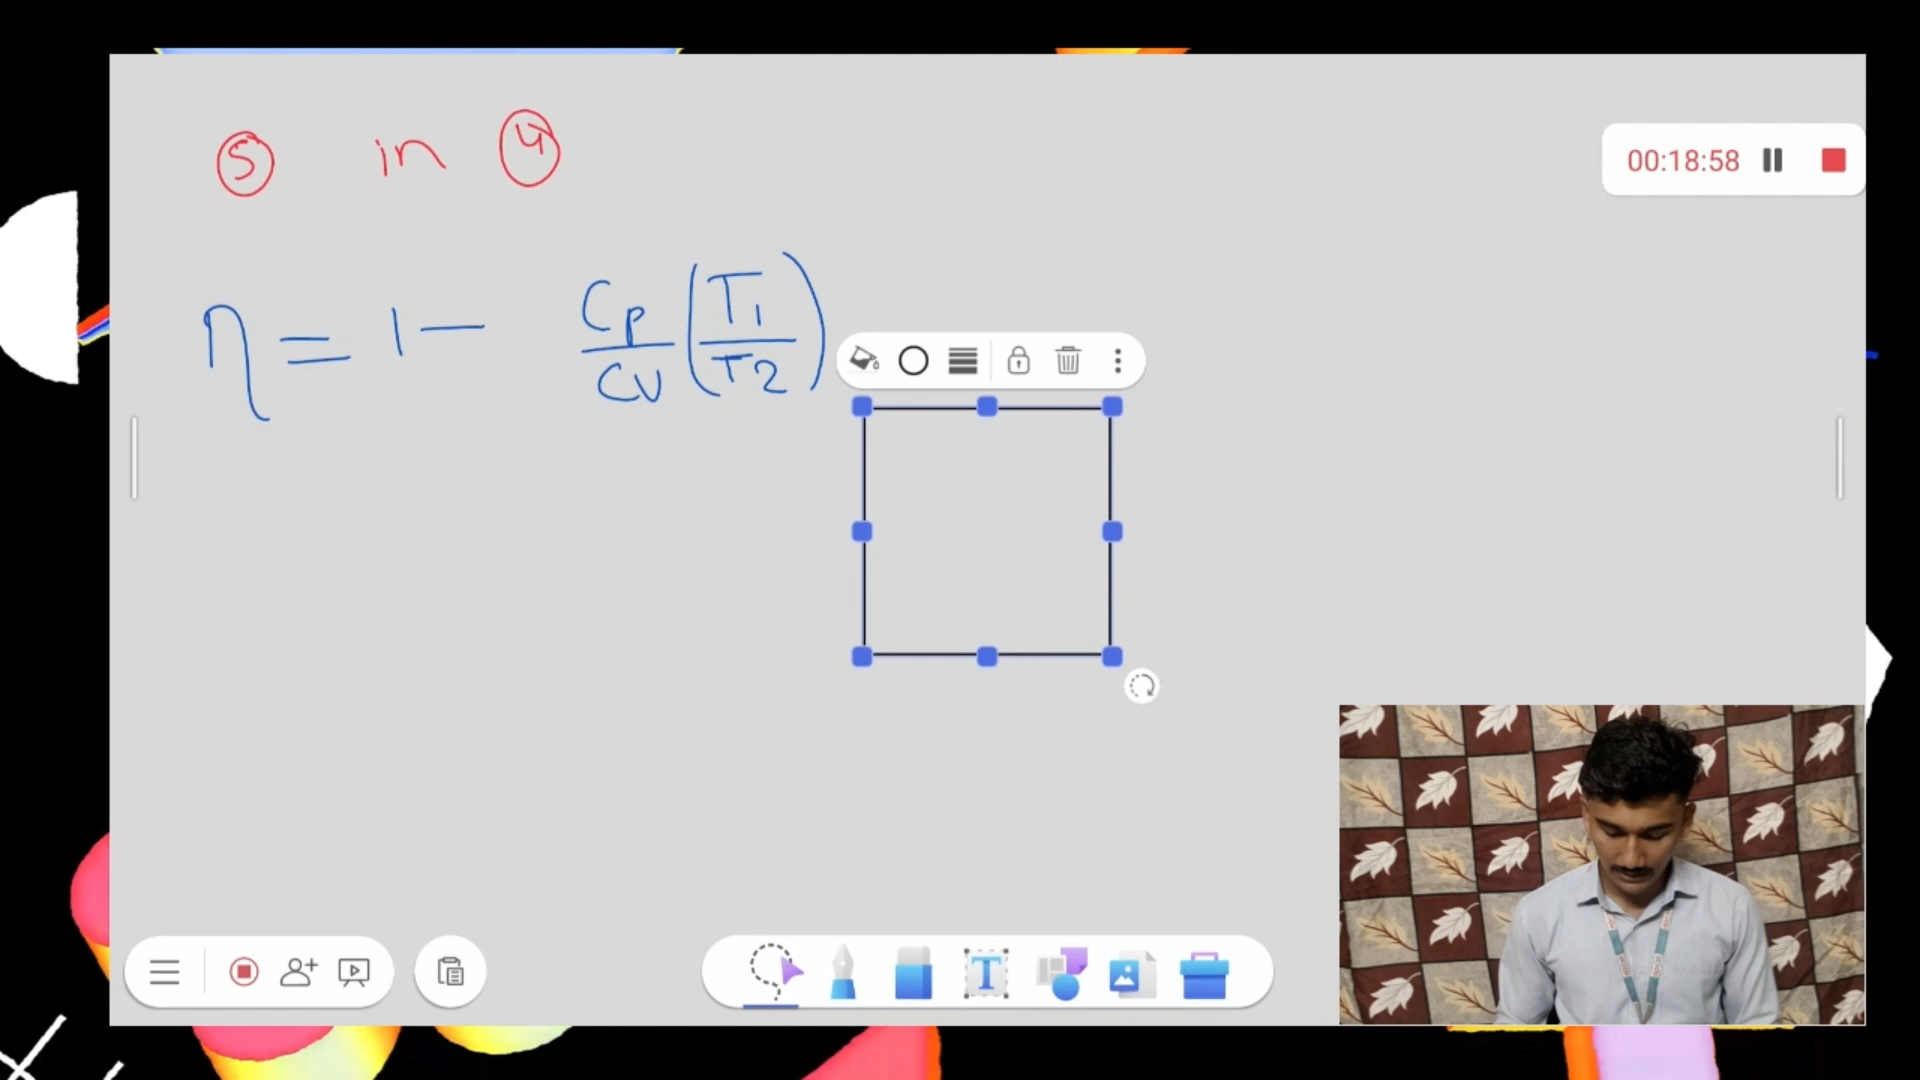 ⑤ in ④
00:18:58
η = 1 - Cp/Cv (T1/T2)
T